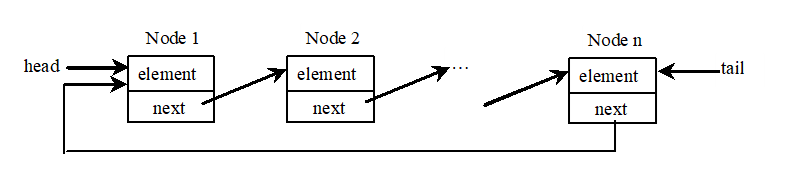 Node 1
Node 2
Node n
head
element
element
...
element
tail
next
next
next